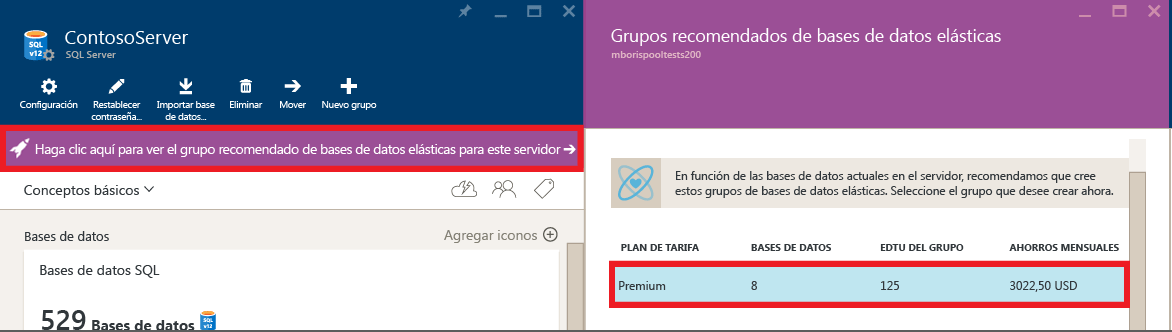 ContosoServer
SQL Server
SQL
v12
Configuración
Restablecer
contraseña...
Importar base
de datos...
Eliminar
Mover
Nuevo grupo
Haga clic aquí para ver el grupo recomendado de bases de datos elásticas para este servidor
Conceptos básicos
Bases de datos
Agregar iconos
Bases de datos SQL
529 Bases de datos
SQL
v12
Grupos recomendados de bases de datos elásticas
mborispooltests200
En función de las bases de datos actuales en el servidor, recomendamos que cree
estos grupos de bases de datos elásticas. Seleccione el grupo que desee crear ahora.
PLAN DE TARIFA BASES DE DATOS EDTU DEL GRUPO AHORROS MENSUALES
Premium 8 125 3022,50 USD